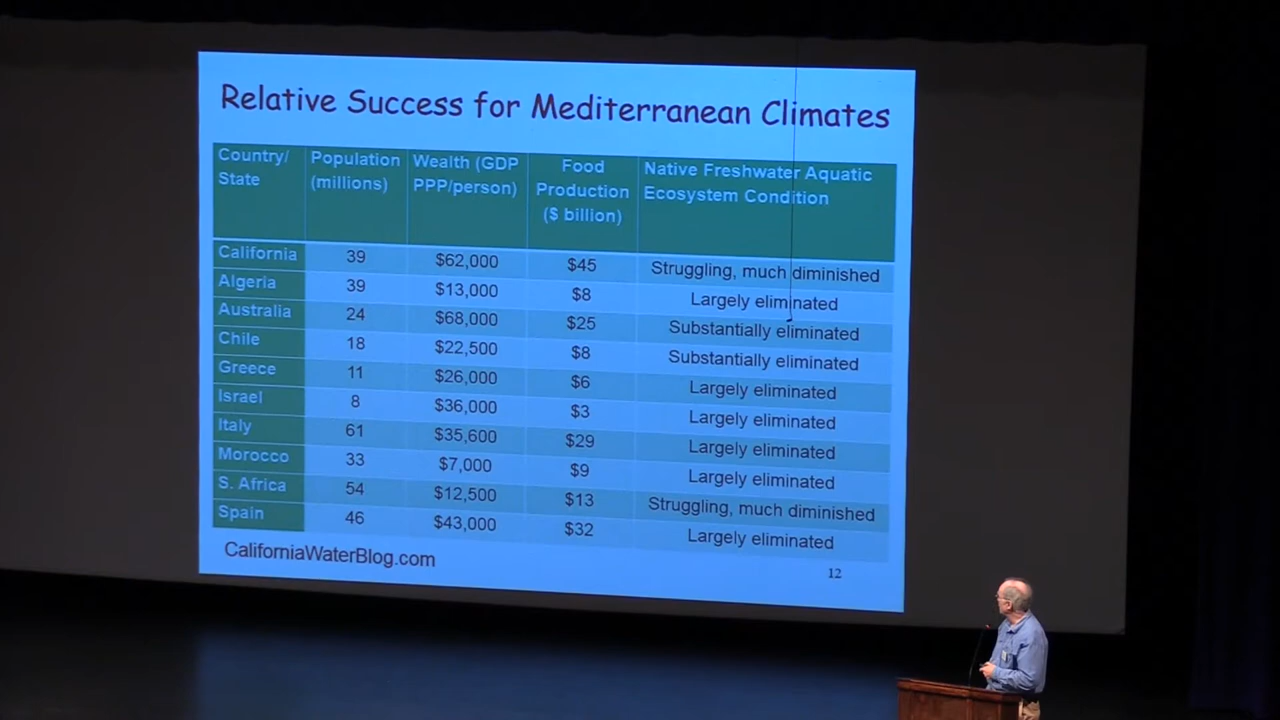 Relative Success for Mediterranean Climates
Country/ State Population (millions) Wealth (GDP PPP/person) Food Production ($ billion) Native Freshwater Aquatic Ecosystem Condition
California 39 $62,000 $45 Struggling, much diminished
Algeria 39 $13,000 $8 Largely eliminated
Australia 24 $68,000 $25 Substantially eliminated
Chile 18 $22,500 $8 Substantially eliminated
Greece 11 $26,000 $6 Largely eliminated
Israel 8 $36,000 $3 Largely eliminated
Italy 61 $35,600 $29 Largely eliminated
Morocco 33 $7,000 $9 Largely eliminated
S. Africa 54 $12,500 $13 Struggling, much diminished
Spain 46 $43,000 $32 Largely eliminated
CaliforniaWaterBlog.com
12